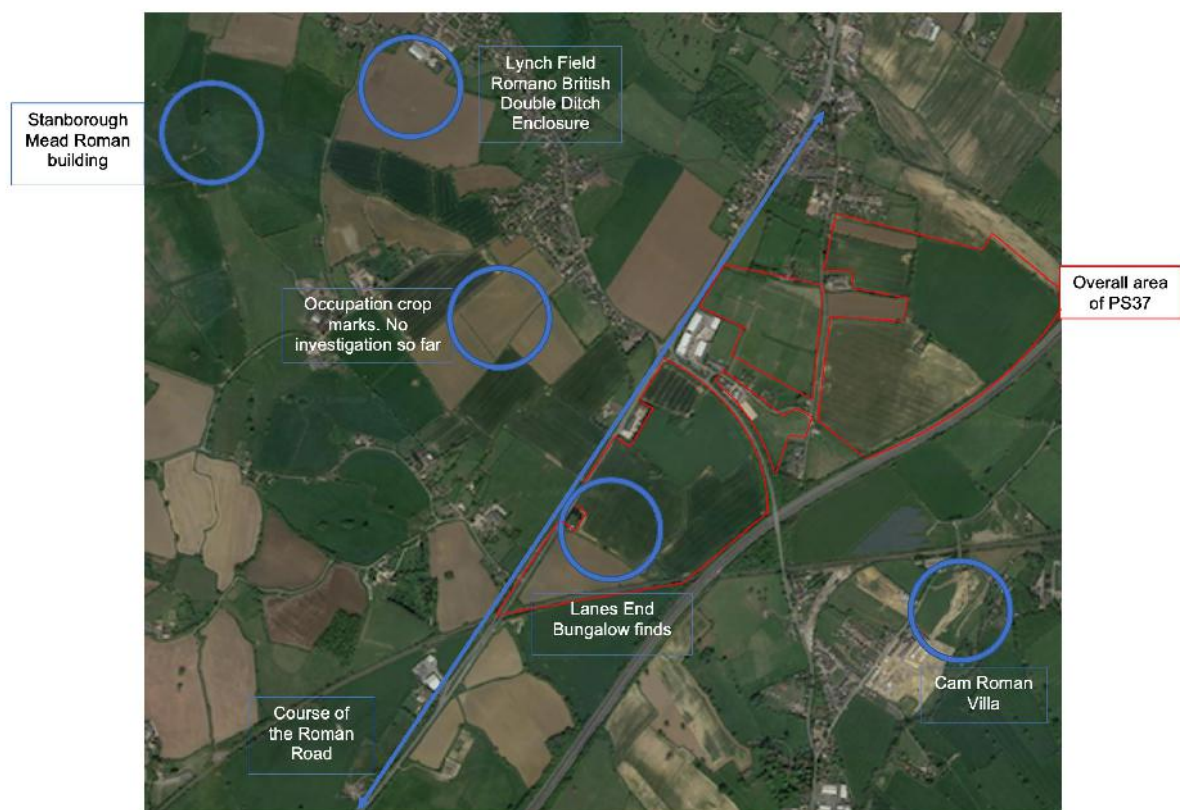 Lynch Field
Romano British
Double Ditch
Enclosure
Stanborough
Mead Roman
building
Overall area
of PS37
Occupation crop
marks. No
investigation so far
Lanes End
Bungalow finds
Cam Roman
Villa
Course of
the Roman
Road